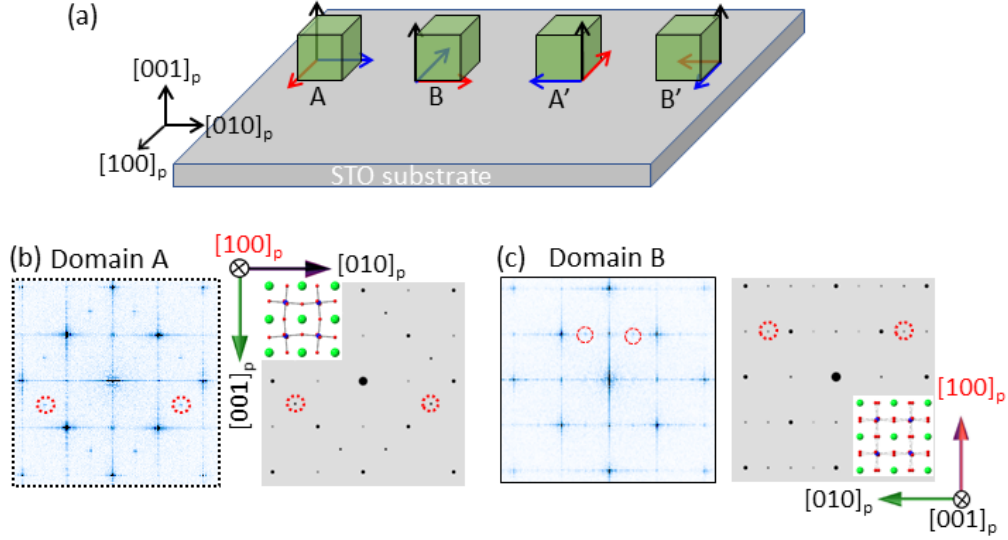 (a)
[001]ₚ
[010]ₚ
[100]ₚ
A
B
A’
B’
STO substrate
(b) Domain A
[100]ₚ
[010]ₚ
[001]ₚ
(c) Domain B
[100]ₚ
[010]ₚ
[001]ₚ